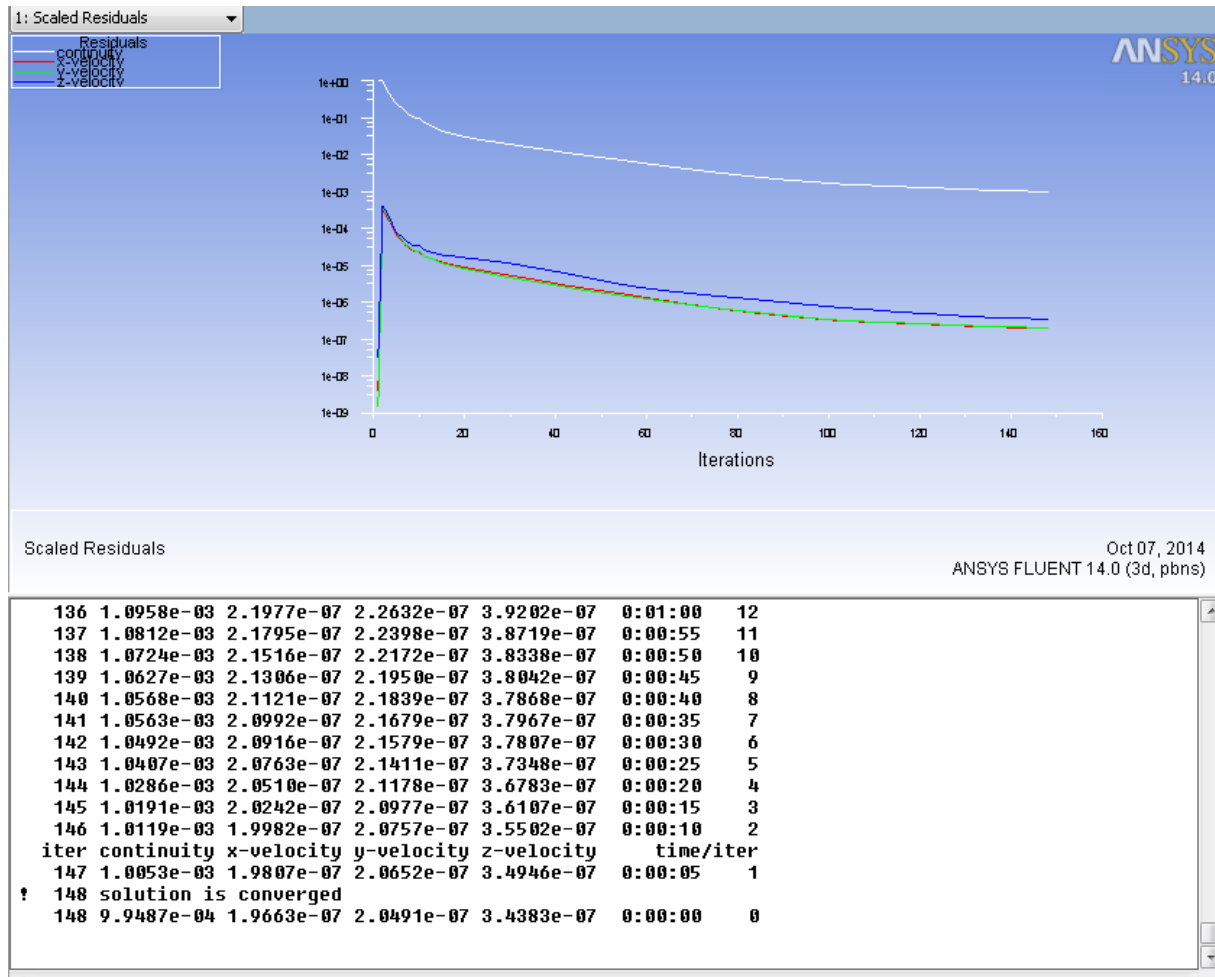 1: Scaled Residuals
Residuals
continuity
x-velocity
y-velocity
z-velocity
ANSYS
14.0
1e+00
1e-01
1e-02
1e-03
1e-04
1e-05
1e-06
1e-07
1e-08
1e-09
0 20 40 60 80 100 120 140 160
Iterations
Scaled Residuals
Oct 07, 2014
ANSYS FLUENT 14.0 (3d, pbns)
136 1.0958e-03 2.1977e-07 2.2632e-07 3.9202e-07 0:01:00 12
137 1.0812e-03 2.1795e-07 2.2398e-07 3.8719e-07 0:00:55 11
138 1.0724e-03 2.1516e-07 2.2172e-07 3.8338e-07 0:00:50 10
139 1.0627e-03 2.1306e-07 2.1950e-07 3.8042e-07 0:00:45 9
140 1.0568e-03 2.1121e-07 2.1839e-07 3.7868e-07 0:00:40 8
141 1.0563e-03 2.0992e-07 2.1679e-07 3.7967e-07 0:00:35 7
142 1.0492e-03 2.0916e-07 2.1579e-07 3.7807e-07 0:00:30 6
143 1.0407e-03 2.0763e-07 2.1411e-07 3.7348e-07 0:00:25 5
144 1.0286e-03 2.0510e-07 2.1178e-07 3.6783e-07 0:00:20 4
145 1.0191e-03 2.0242e-07 2.0977e-07 3.6107e-07 0:00:15 3
146 1.0119e-03 1.9982e-07 2.0757e-07 3.5502e-07 0:00:10 2
iter continuity x-velocity y-velocity z-velocity time/iter
147 1.0053e-03 1.9807e-07 2.0652e-07 3.4946e-07 0:00:05 1
! 148 solution is converged
148 9.9487e-04 1.9663e-07 2.0491e-07 3.4383e-07 0:00:00 0